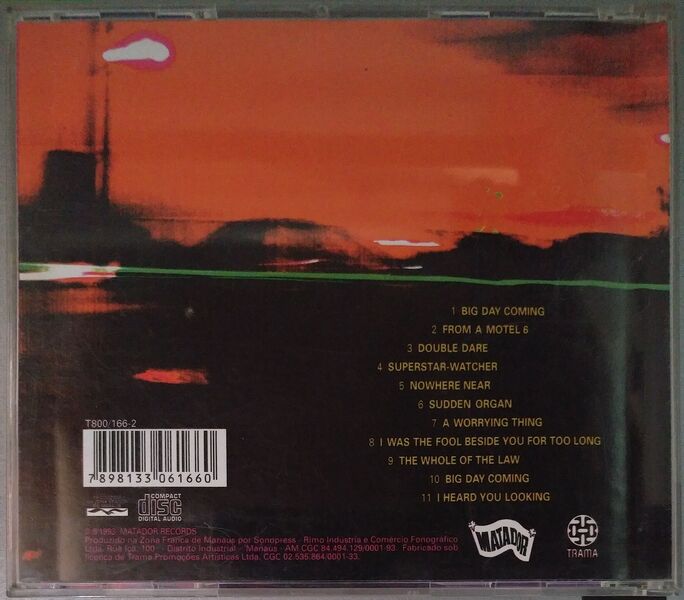 1 BIG DAY COMING
2 FROM A MOTEL 6
3 DOUBLE DARE
4 SUPERSTAR-WATCHER
5 NOWHERE NEAR
6 SUDDEN ORGAN
7 A WORRYING THING
8 I WAS THE FOOL BESIDE YOU FOR TOO LONG
9 THE WHOLE OF THE LAW
10 BIG DAY COMING
11 I HEARD YOU LOOKING
T800/166-2
7 898133 061660
COMPACT
disc
DIGITAL AUDIO
℗ © 1993 MATADOR RECORDS
Produzido na Zona Franca de Manaus por Sonopress - Rimo Indústria e Comércio Fonográfico
Ltda. Rua Içá, 100 - Distrito Industrial - Manaus - AM CGC 84.494.129/0001-93. Fabricado sob
licença de Trama Promoções Artísticas Ltda. CGC 02.535.864/0001-33.
MATADOR
TRAMA